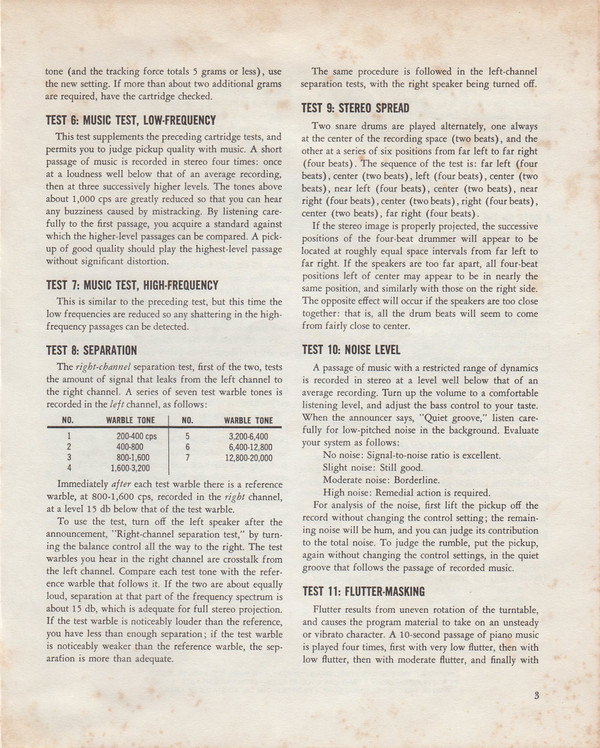 tone (and the tracking force totals 5 grams or less), use
the new setting. If more than about two additional grams
are required, have the cartridge checked.
TEST 6: MUSIC TEST, LOW-FREQUENCY
This test supplements the preceding cartridge tests, and
permits you to judge pickup quality with music. A short
passage of music is recorded in stereo four times: once
at a loudness well below that of an average recording,
then at three successively higher levels. The tones above
about 1,000 cps are greatly reduced so that you can hear
any buzziness caused by mistracking. By listening care-
fully to the first passage, you acquire a standard against
which the higher-level passages can be compared. A pick-
up of good quality should play the highest-level passage
without significant distortion.
TEST 7: MUSIC TEST, HIGH-FREQUENCY
This is similar to the preceding test, but this time the
low frequencies are reduced so any shattering in the high-
frequency passages can be detected.
TEST 8: SEPARATION
The right-channel separation test, first of the two, tests
the amount of signal that leaks from the left channel to
the right channel. A series of seven test warble tones is
recorded in the left channel, as follows:
NO. WARBLE TONE NO. WARBLE TONE
1 200-400 cps 5 3,200-6,400
2 400-800 6 6,400-12,800
3 800-1,600 7 12,800-20,000
4 1,600-3,200
Immediately after each test warble there is a reference
warble, at 800-1,600 cps, recorded in the right channel,
at a level 15 db below that of the test warble.
To use the test, turn off the left speaker after the
announcement, "Right-channel separation test," by turn-
ing the balance control all the way to the right. The test
warbles you hear in the right channel are crosstalk from
the left channel. Compare each test tone with the refer-
ence warble that follows it. If the two are about equally
loud, separation at that part of the frequency spectrum is
about 15 db, which is adequate for full stereo projection.
If the test warble is noticeably louder than the reference,
you have less than enough separation; if the test warble
is noticeably weaker than the reference warble, the sep-
aration is more than adequate.
The same procedure is followed in the left-channel
separation tests, with the right speaker being turned off.
TEST 9: STEREO SPREAD
Two snare drums are played alternately, one always
at the center of the recording space (two beats), and the
other at a series of six positions from far left to far right
(four beats). The sequence of the test is: far left (four
beats), center (two beats), left (four beats), center (two
beats), near left (four beats), center (two beats), near
right (four beats), center (two beats), right (four beats),
center (two beats), far right (four beats).
If the stereo image is properly projected, the successive
positions of the four-beat drummer will appear to be
located at roughly equal space intervals from far left to
far right. If the speakers are too far apart, all four-beat
positions left of center may appear to be in nearly the
same position, and similarly with those on the right side.
The opposite effect will occur if the speakers are too close
together: that is, all the drum beats will seem to come
from fairly close to center.
TEST 10: NOISE LEVEL
A passage of music with a restricted range of dynamics
is recorded in stereo at a level well below that of an
average recording. Turn up the volume to a comfortable
listening level, and adjust the bass control to your taste.
When the announcer says, "Quiet groove," listen care-
fully for low-pitched noise in the background. Evaluate
your system as follows:
No noise: Signal-to-noise ratio is excellent.
Slight noise: Still good.
Moderate noise: Borderline.
High noise: Remedial action is required.
For analysis of the noise, first lift the pickup off the
record without changing the control setting; the remain-
ing noise will be hum, and you can judge its contribution
to the total noise. To judge the rumble, put the pickup,
again without changing the control settings, in the quiet
groove that follows the passage of recorded music.
TEST 11: FLUTTER-MASKING
Flutter results from uneven rotation of the turntable,
and causes the program material to take on an unsteady
or vibrato character. A 10-second passage of piano music
is played four times, first with very low flutter, then with
low flutter, then with moderate flutter, and finally with
3